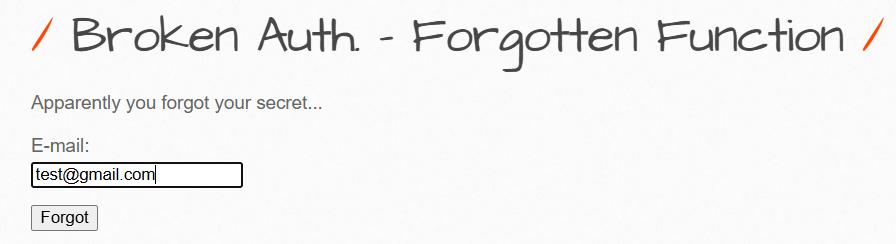 / Broken Auth. - Forgotten Function /
Apparently you forgot your secret...
E-mail:
test@gmail.com
Forgot